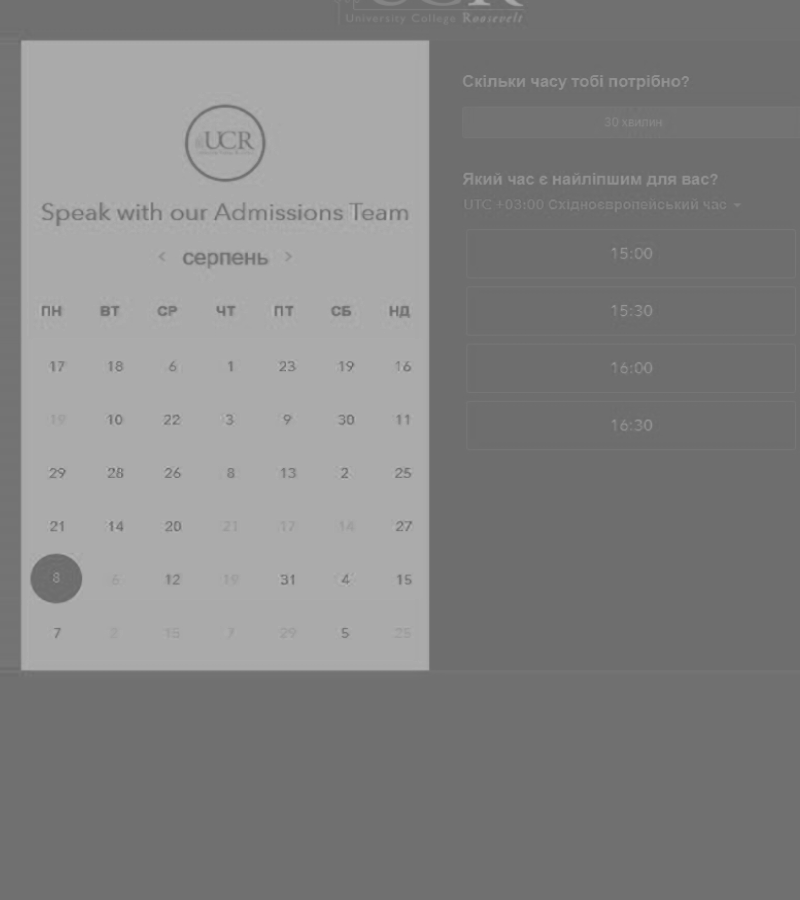 UCR
University College Roosevelt
UCR
Speak with our Admissions Team
< серпень >
ПН ВТ СР ЧТ ПТ СБ НД
17 18 6 1 23 19 16
19 10 22 3 9 30 11
29 28 26 8 13 2 25
21 14 20 21 17 14 27
8 6 12 19 31 4 15
7 2 15 7 29 5 25
Скільки часу тобі потрібно?
30 хвилин
Який час є найліпшим для вас?
UTC +03:00 Східноєвропейський час
15:00
15:30
16:00
16:30